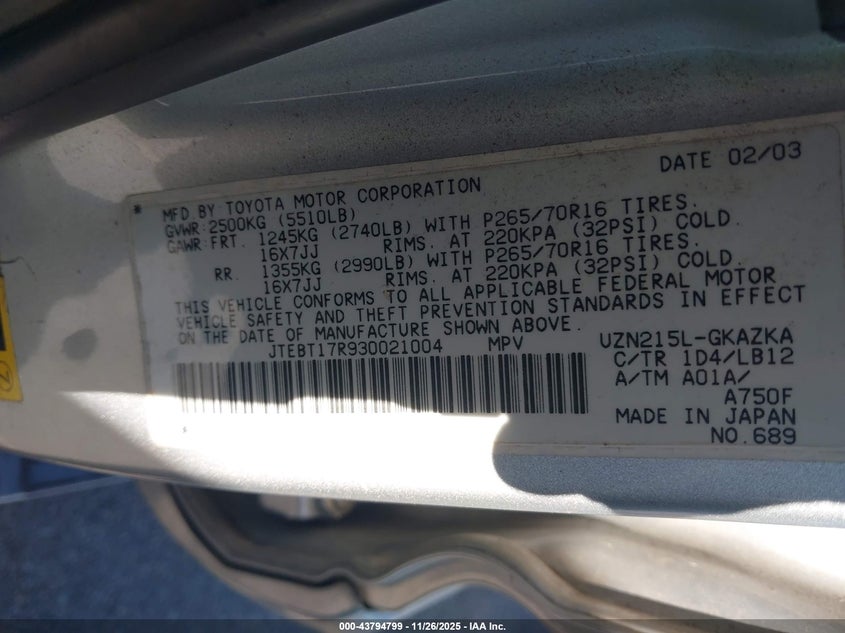 DATE 02/03
* MFD BY TOYOTA MOTOR CORPORATION
GVWR: 2500KG (5510LB)
GAWR: FRT. 1245KG (2740LB) WITH P265/70R16 TIRES.
16X7JJ RIMS. AT 220KPA (32PSI) COLD.
RR. 1355KG (2990LB) WITH P265/70R16 TIRES.
16X7JJ RIMS. AT 220KPA (32PSI) COLD.
THIS VEHICLE CONFORMS TO ALL APPLICABLE FEDERAL MOTOR
VEHICLE SAFETY AND THEFT PREVENTION STANDARDS IN EFFECT
ON THE DATE OF MANUFACTURE SHOWN ABOVE.
JTEBT17R930021004 MPV UZN215L-GKAZKA
C/TR 1D4/LB12
A/TM A01A/
A750F
MADE IN JAPAN
NO.689
000-43794799 - 11/26/2025 - IAA Inc.